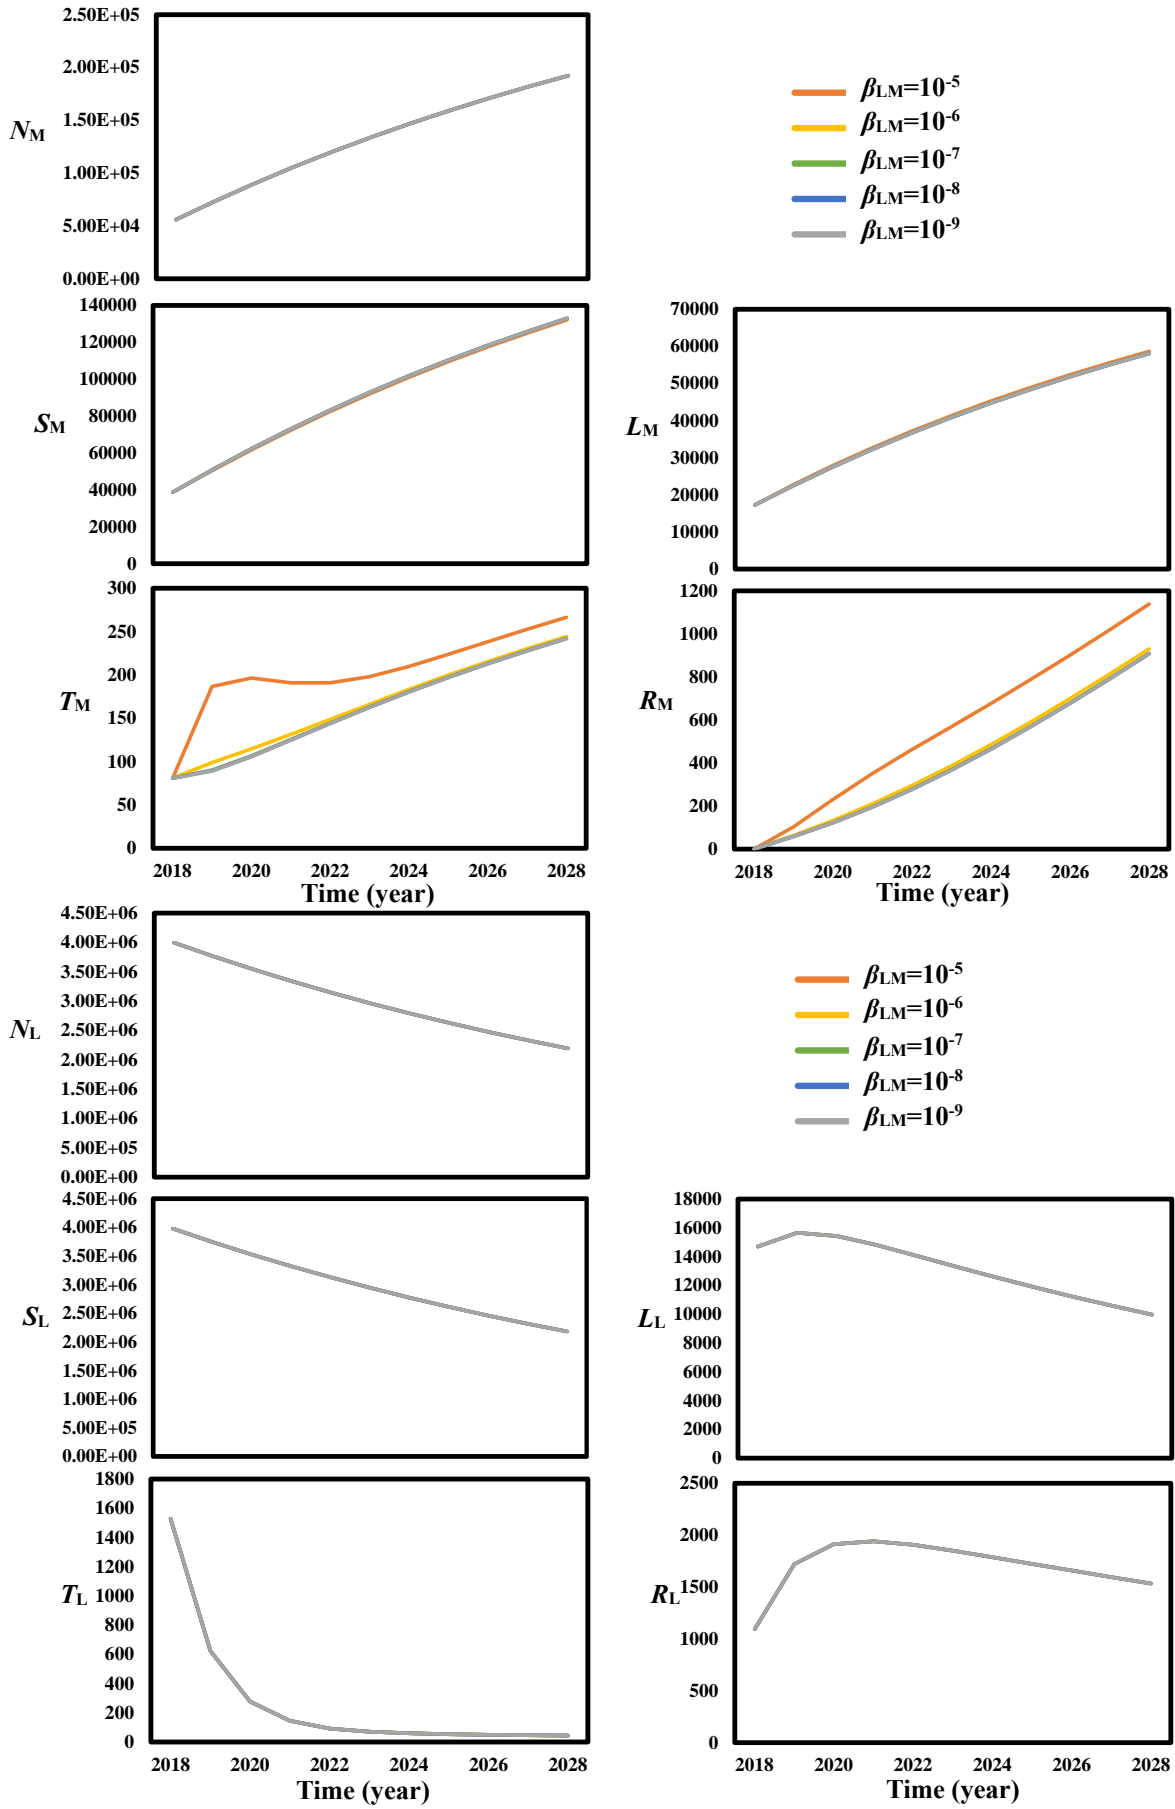 2.50E+05
2.00E+05
1.50E+05
1.00E+05
5.00E+04
0.00E+00
N_M
β_LM=10^-5
β_LM=10^-6
β_LM=10^-7
β_LM=10^-8
β_LM=10^-9
140000
120000
100000
80000
60000
40000
20000
0
S_M
70000
60000
50000
40000
30000
20000
10000
0
L_M
300
250
200
150
100
50
0
T_M
2018 2020 2022 2024 2026 2028
Time (year)
1200
1000
800
600
400
200
0
R_M
2018 2020 2022 2024 2026 2028
Time (year)
4.50E+06
4.00E+06
3.50E+06
3.00E+06
2.50E+06
2.00E+06
1.50E+06
1.00E+06
5.00E+05
0.00E+00
N_L
β_LM=10^-5
β_LM=10^-6
β_LM=10^-7
β_LM=10^-8
β_LM=10^-9
4.50E+06
4.00E+06
3.50E+06
3.00E+06
2.50E+06
2.00E+06
1.50E+06
1.00E+06
5.00E+05
0.00E+00
S_L
18000
16000
14000
12000
10000
8000
6000
4000
2000
0
L_L
1800
1600
1400
1200
1000
800
600
400
200
0
T_L
2018 2020 2022 2024 2026 2028
Time (year)
2500
2000
1500
1000
500
0
R_L
2018 2020 2022 2024 2026 2028
Time (year)